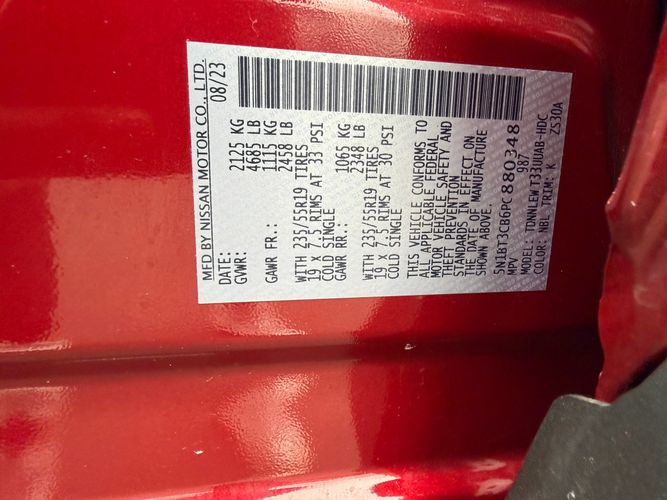 MFD BY NISSAN MOTOR CO., LTD.
DATE: 08/23
GVWR: 2125 KG
4685 LB
GAWR FR.: 1115 KG
2458 LB
WITH 235/55R19 TIRES
19 X 7.5 RIMS AT 33 PSI
COLD SINGLE
GAWR RR.: 1065 KG
2348 LB
WITH 235/55R19 TIRES
19 X 7.5 RIMS AT 30 PSI
COLD SINGLE
THIS VEHICLE CONFORMS TO
ALL APPLICABLE FEDERAL
MOTOR VEHICLE SAFETY AND
THEFT PREVENTION
STANDARDS IN EFFECT ON
THE DATE OF MANUFACTURE
SHOWN ABOVE.
5N1BT3CB6PC880348
MPV 987
MODEL: TDNNLEW T33UUAB-HDC
COLOR: NBL TRIM: K ZS30A